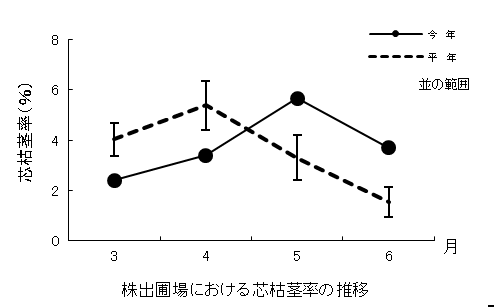 今 年
平 年
並の範囲
芯枯茎率(%)
8
6
4
2
0
3 4 5 6 月
株出圃場における芯枯茎率の推移